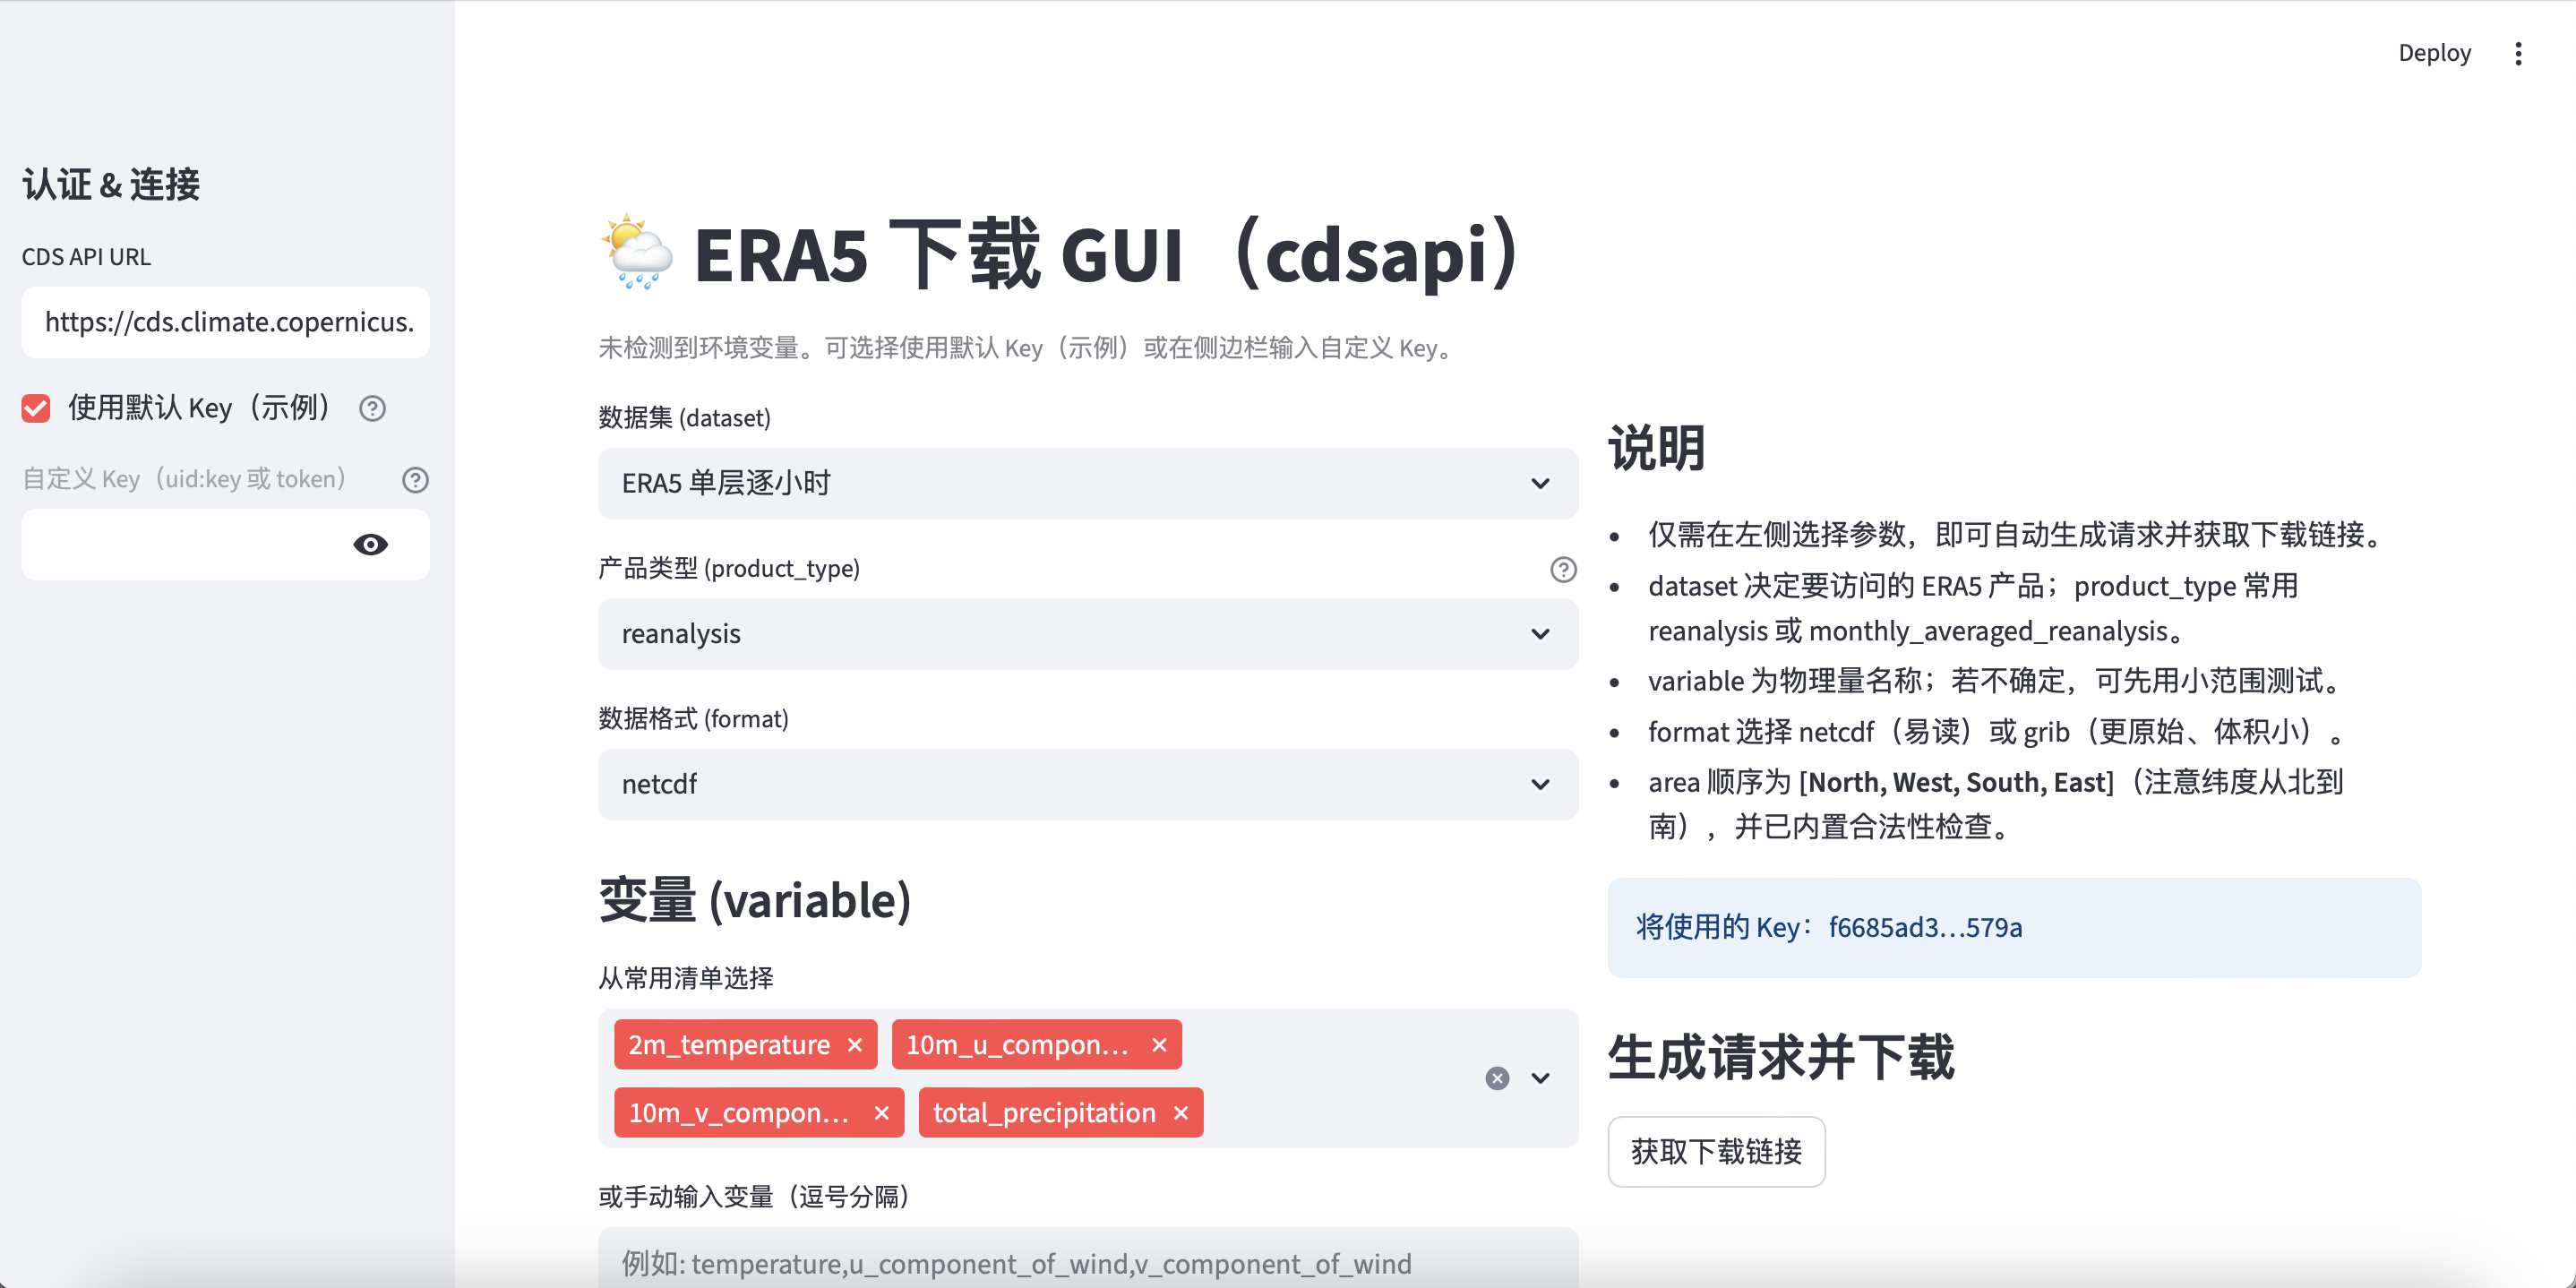 Deploy
认证 & 连接
CDS API URL
https://cds.climate.copernicus.
使用默认 Key（示例）
自定义 Key（uid:key 或 token）
ERA5 下载 GUI（cdsapi）
未检测到环境变量。可选择使用默认 Key（示例）或在侧边栏输入自定义 Key。
数据集 (dataset)
ERA5 单层逐小时
产品类型 (product_type)
reanalysis
数据格式 (format)
netcdf
变量 (variable)
从常用清单选择
2m_temperature
10m_u_compon...
10m_v_compon...
total_precipitation
或手动输入变量（逗号分隔）
例如: temperature,u_component_of_wind,v_component_of_wind
说明
仅需在左侧选择参数，即可自动生成请求并获取下载链接。
dataset 决定要访问的 ERA5 产品；product_type 常用
reanalysis 或 monthly_averaged_reanalysis。
variable 为物理量名称；若不确定，可先用小范围测试。
format 选择 netcdf（易读）或 grib（更原始、体积小）。
area 顺序为 [North, West, South, East]（注意纬度从北到
南），并已内置合法性检查。
将使用的 Key：f6685ad3...579a
生成请求并下载
获取下载链接